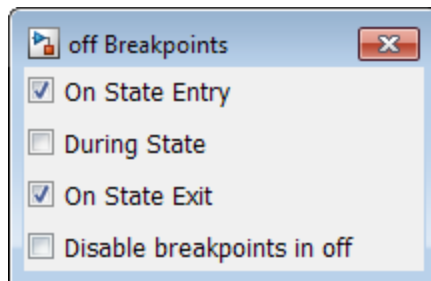 off Breakpoints
On State Entry
During State
On State Exit
Disable breakpoints in off